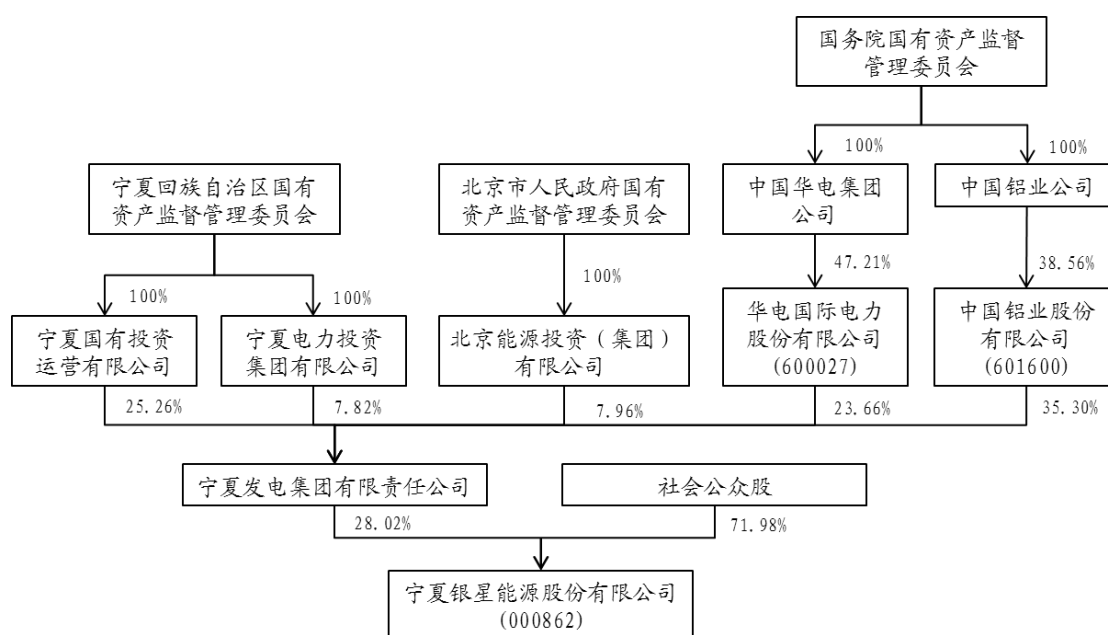 国务院国有资产监督
管理委员会
100%
100%
宁夏回族自治区国有
资产监督管理委员会
北京市人民政府国有
资产监督管理委员会
中国华电集团
公司
中国铝业公司
100%
100%
100%
47.21%
38.56%
宁夏国有投资
运营有限公司
宁夏电力投资
集团有限公司
北京能源投资（集团）
有限公司
华电国际电力
股份有限公司
(600027)
中国铝业股份
有限公司
(601600)
25.26%
7.82%
7.96%
23.66%
35.30%
宁夏发电集团有限责任公司
社会公众股
28.02%
71.98%
宁夏银星能源股份有限公司
(000862)